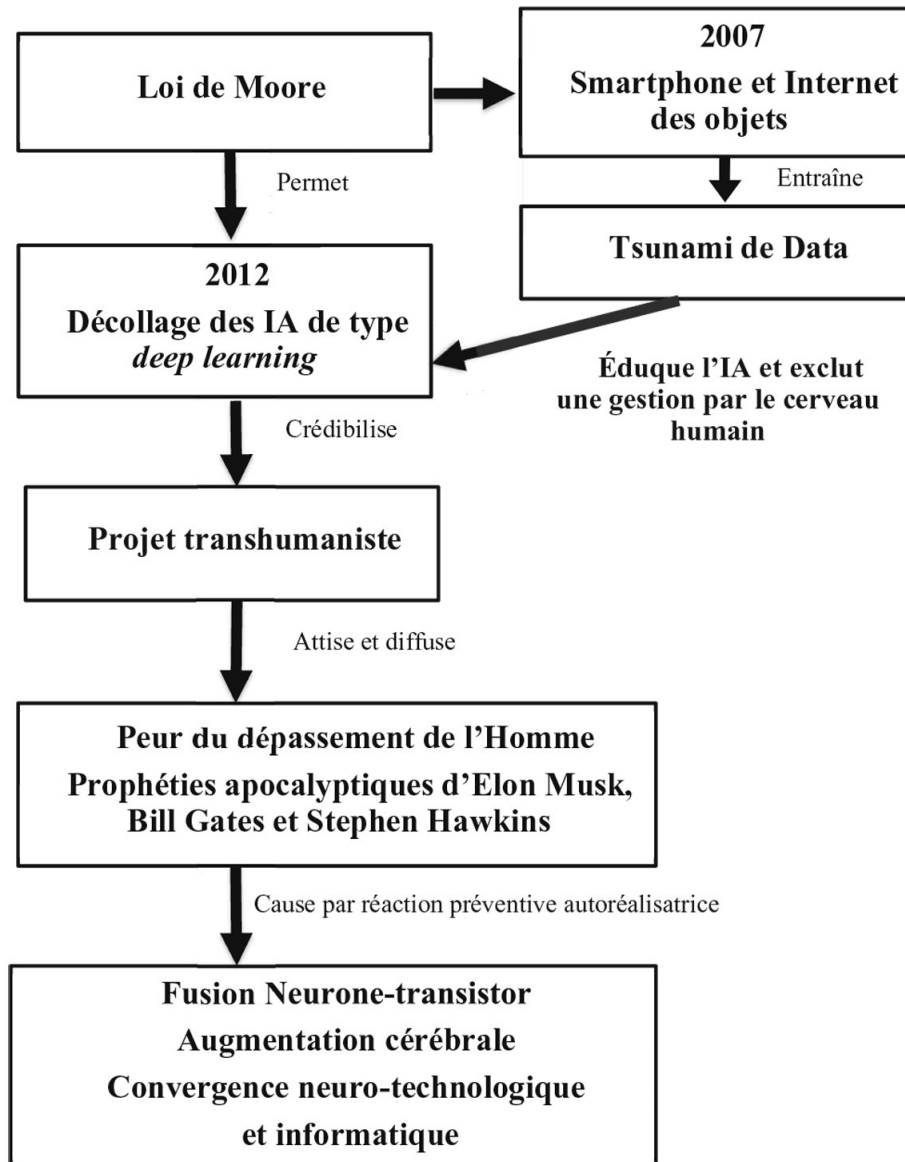 Loi de Moore
2007
Smartphone et Internet
des objets
Permet
Entraîne
Tsunami de Data
2012
Décollage des IA de type
deep learning
Éduque l’IA et exclut
une gestion par le cerveau
humain
Crédibilise
Projet transhumaniste
Attise et diffuse
Peur du dépassement de l’Homme
Prophéties apocalyptiques d’Elon Musk,
Bill Gates et Stephen Hawkins
Cause par réaction préventive autoréalisatrice
Fusion Neurone-transistor
Augmentation cérébrale
Convergence neuro-technologique
et informatique